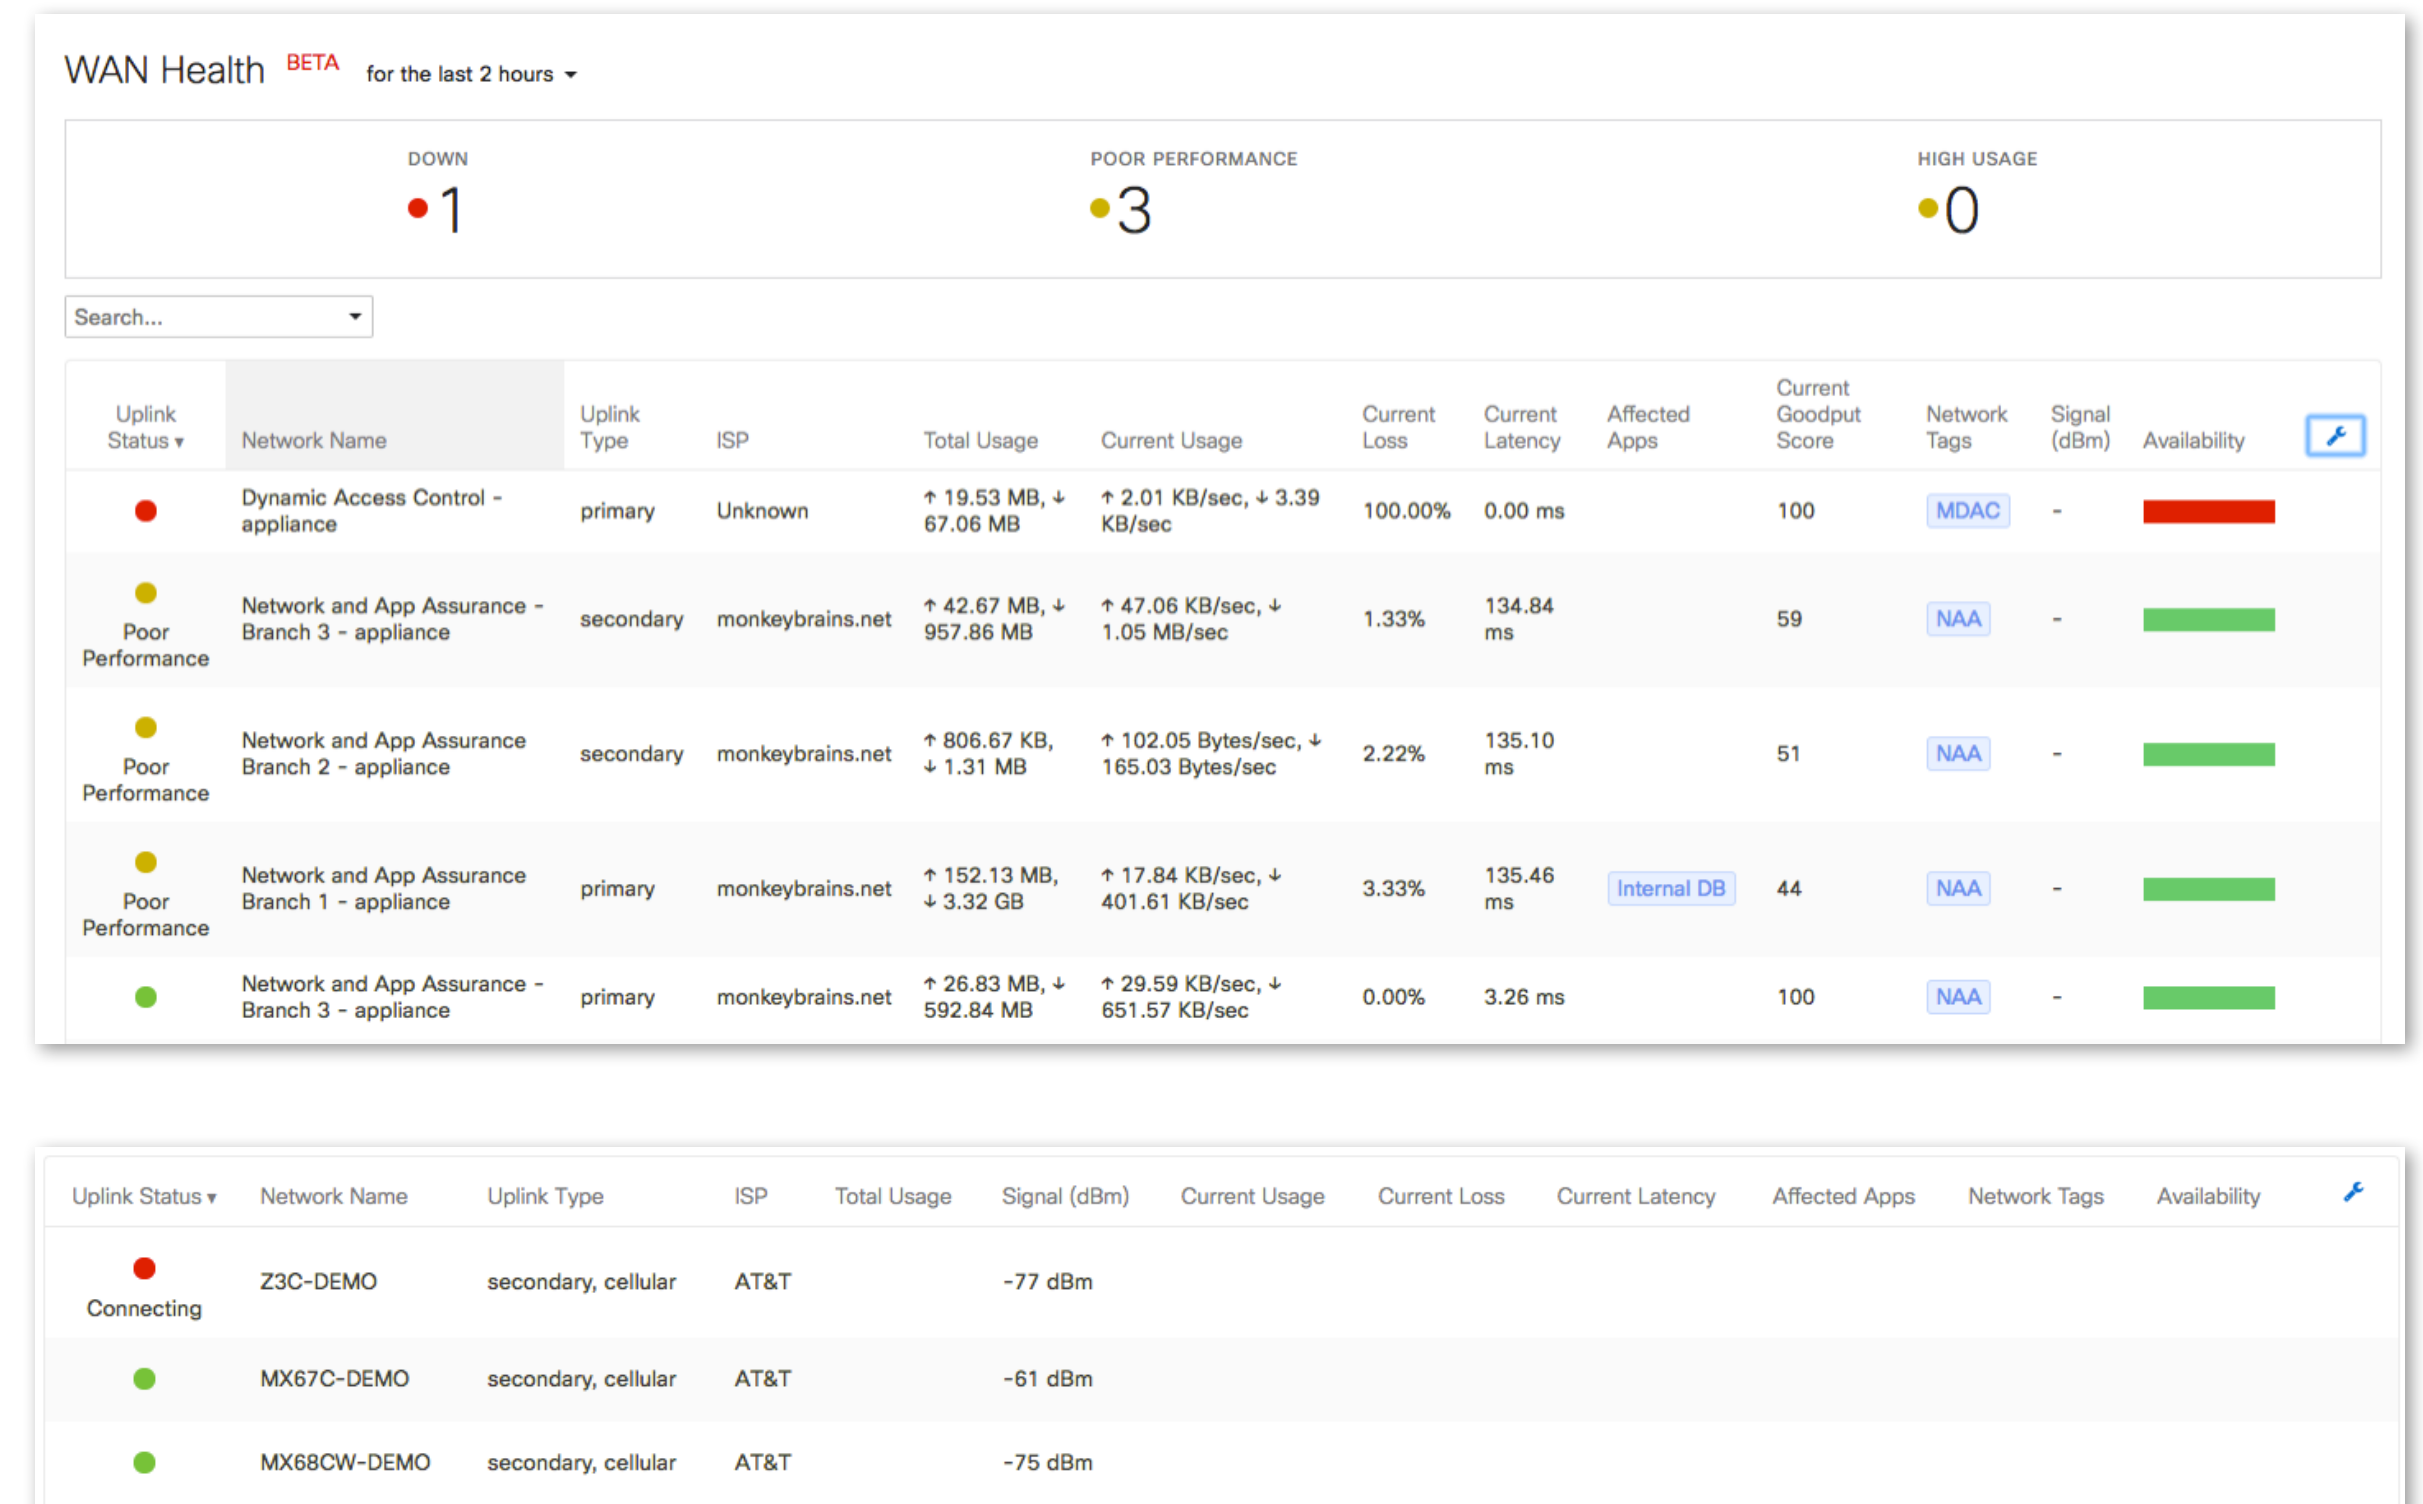 WAN Health BETA for the last 2 hours ▾
DOWN POOR PERFORMANCE HIGH USAGE
1 3 0
Search...
Uplink Status ▾ Network Name Uplink Type ISP Total Usage Current Usage Current Loss Current Latency Affected Apps Current Goodput Score Network Tags Signal (dBm) Availability
Dynamic Access Control - appliance primary Unknown ↑ 19.53 MB, ↓ 67.06 MB ↑ 2.01 KB/sec, ↓ 3.39 KB/sec 100.00% 0.00 ms 100 MDAC -
Poor Performance Network and App Assurance - Branch 3 - appliance secondary monkeybrains.net ↑ 42.67 MB, ↓ 957.86 MB ↑ 47.06 KB/sec, ↓ 1.05 MB/sec 1.33% 134.84 ms 59 NAA -
Poor Performance Network and App Assurance Branch 2 - appliance secondary monkeybrains.net ↑ 806.67 KB, ↓ 1.31 MB ↑ 102.05 Bytes/sec, ↓ 165.03 Bytes/sec 2.22% 135.10 ms 51 NAA -
Poor Performance Network and App Assurance Branch 1 - appliance primary monkeybrains.net ↑ 152.13 MB, ↓ 3.32 GB ↑ 17.84 KB/sec, ↓ 401.61 KB/sec 3.33% 135.46 ms Internal DB 44 NAA -
Network and App Assurance - Branch 3 - appliance primary monkeybrains.net ↑ 26.83 MB, ↓ 592.84 MB ↑ 29.59 KB/sec, ↓ 651.57 KB/sec 0.00% 3.26 ms 100 NAA -
Uplink Status ▾ Network Name Uplink Type ISP Total Usage Signal (dBm) Current Usage Current Loss Current Latency Affected Apps Network Tags Availability
Connecting Z3C-DEMO secondary, cellular AT&T -77 dBm
MX67C-DEMO secondary, cellular AT&T -61 dBm
MX68CW-DEMO secondary, cellular AT&T -75 dBm